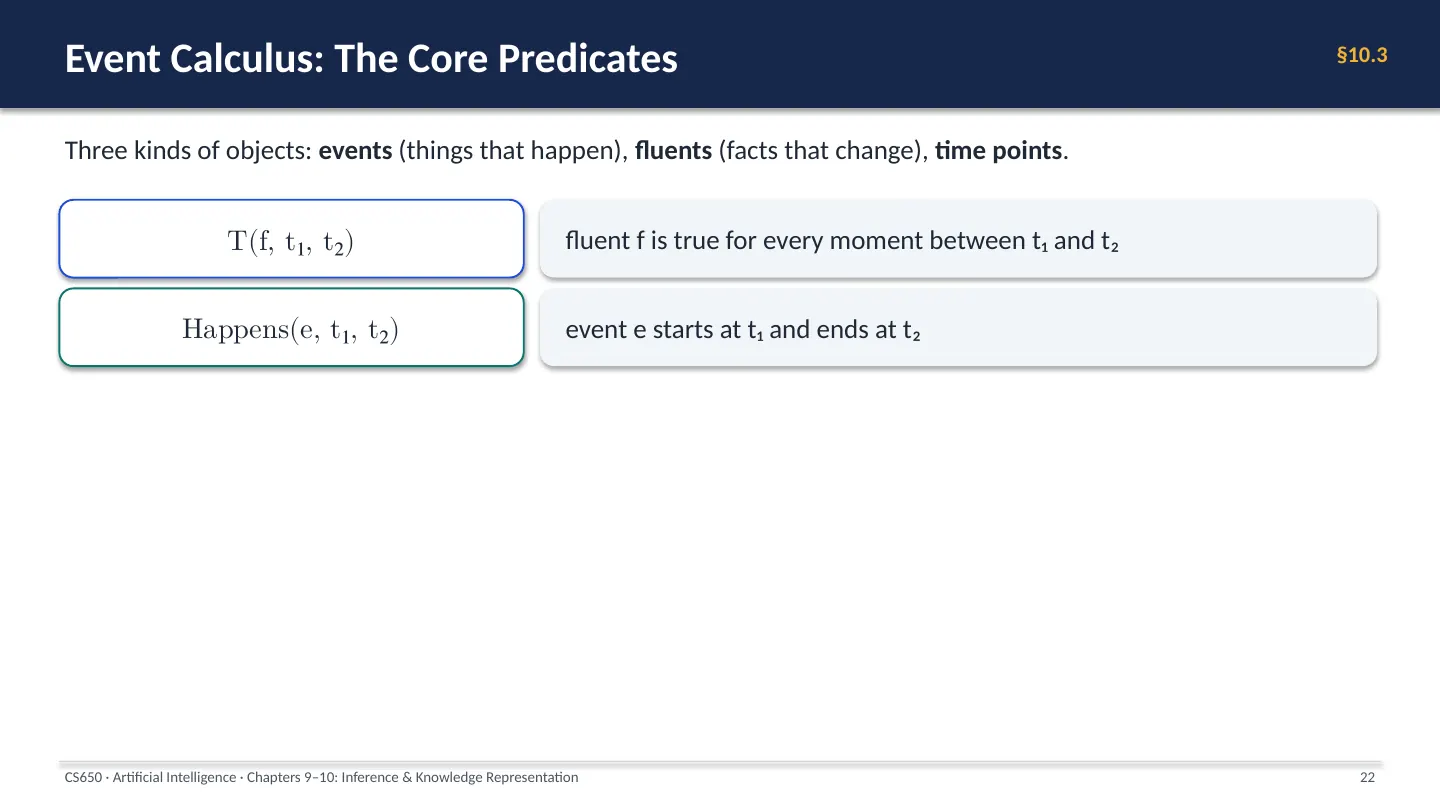 Event Calculus: The Core Predicates
§10.3
Three kinds of objects: events (things that happen), fluents (facts that change), time points.
T(f, t₁, t₂)
fluent f is true for every moment between t₁ and t₂
Happens(e, t₁, t₂)
event e starts at t₁ and ends at t₂
CS650 · Artificial Intelligence · Chapters 9–10: Inference & Knowledge Representation
22